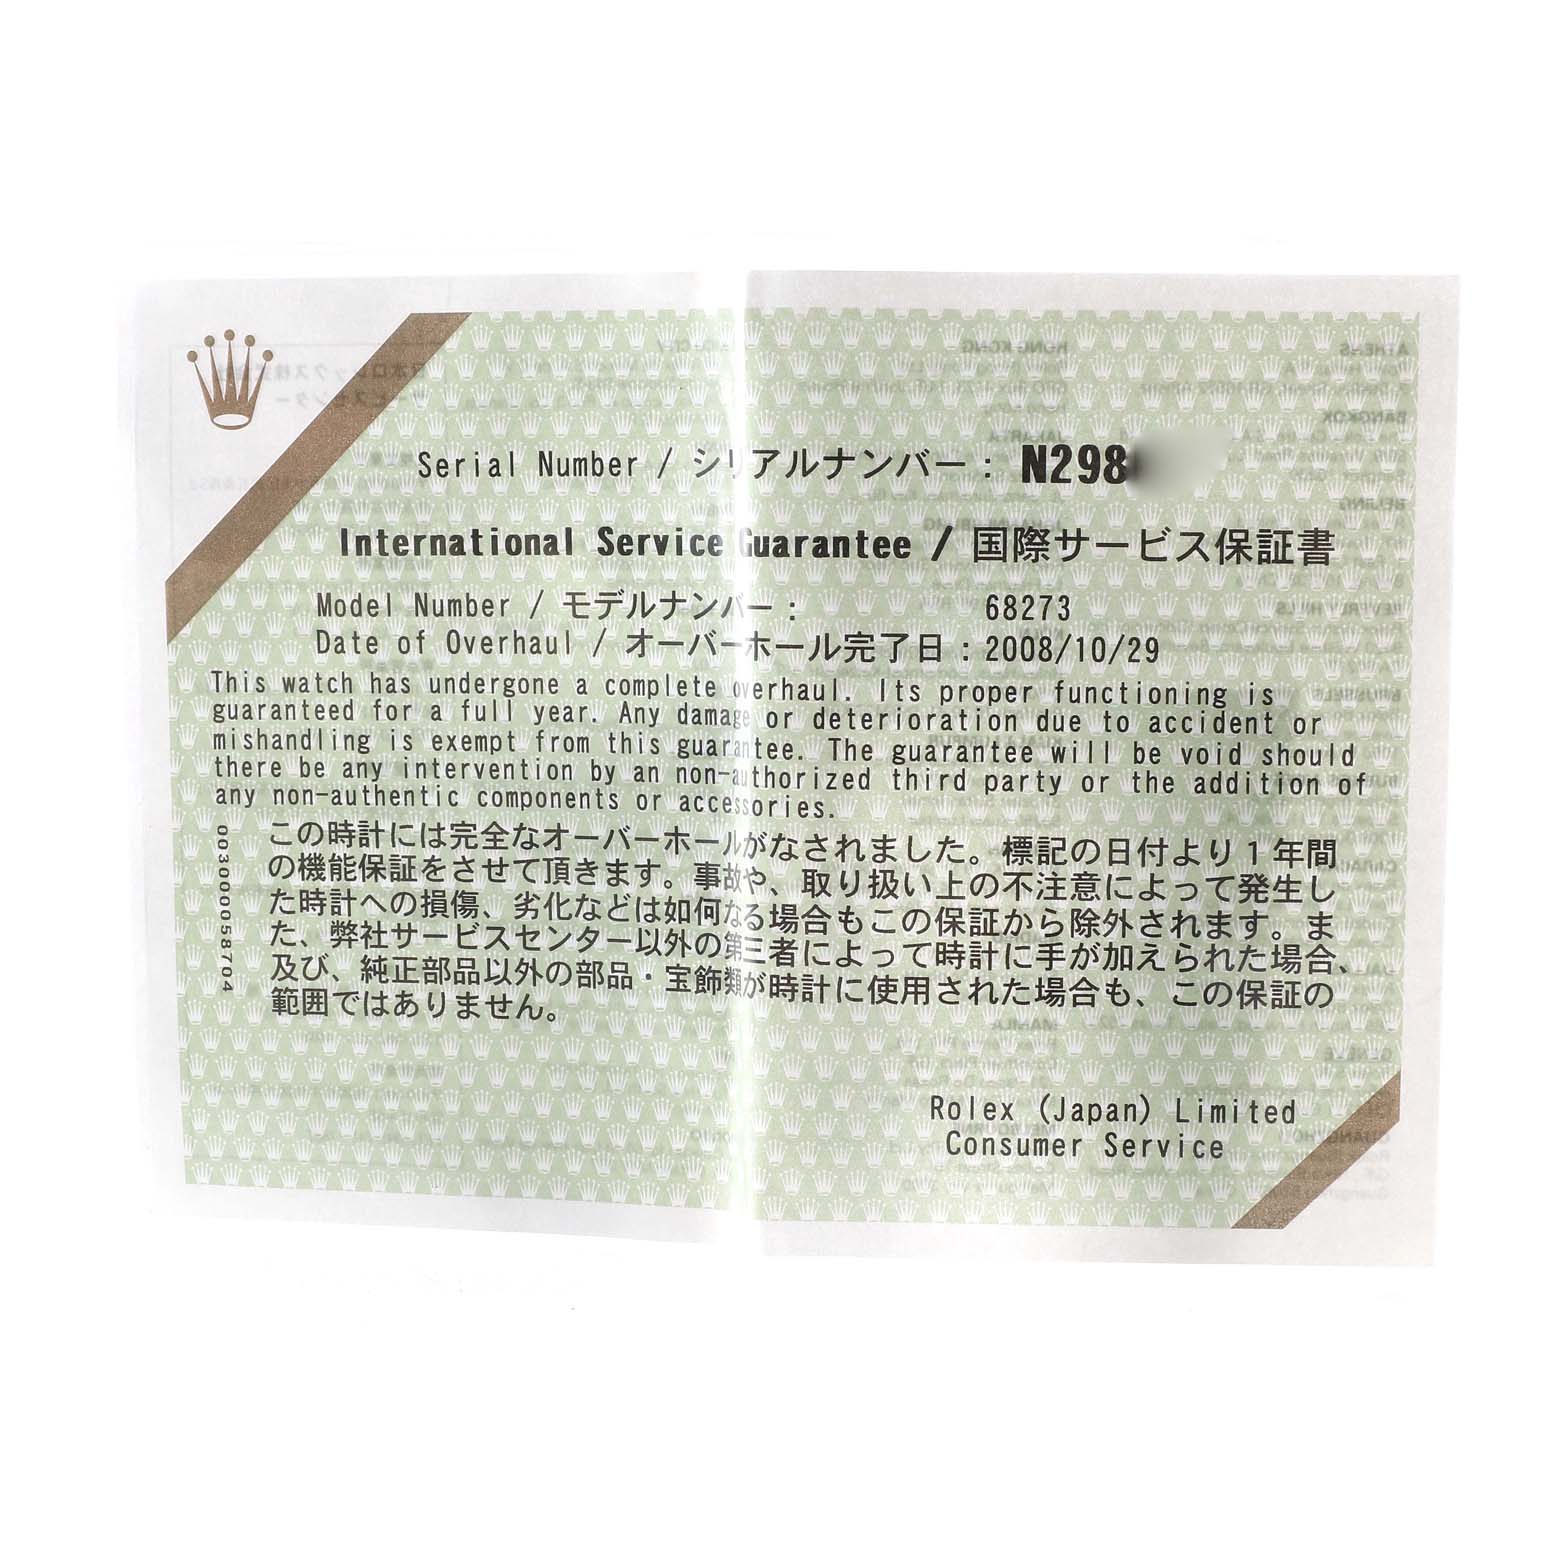 Serial Number / シリアルナンバー : N298
International Service Guarantee / 国際サービス保証書
Model Number / モデルナンバー : 68273
Date of Overhaul / オーバーホール完了日 : 2008/10/29
This watch has undergone a complete overhaul. Its proper functioning is
guaranteed for a full year. Any damage or deterioration due to accident or
mishandling is exempt from this guarantee. The guarantee will be void should
there be any intervention by an non-authorized third party or the addition of
any non-authentic components or accessories.
この時計には完全なオーバーホールがなされました。標記の日付より1年間
の機能保証をさせて頂きます。事故や、取り扱い上の不注意によって発生し
た時計への損傷、劣化などは如何なる場合もこの保証から除外されます。ま
た、弊社サービスセンター以外の第三者によって時計に手が加えられた場合、
及び、純正部品以外の部品・宝飾類が時計に使用された場合も、この保証の
範囲ではありません。
0030000058704
Rolex (Japan) Limited
Consumer Service